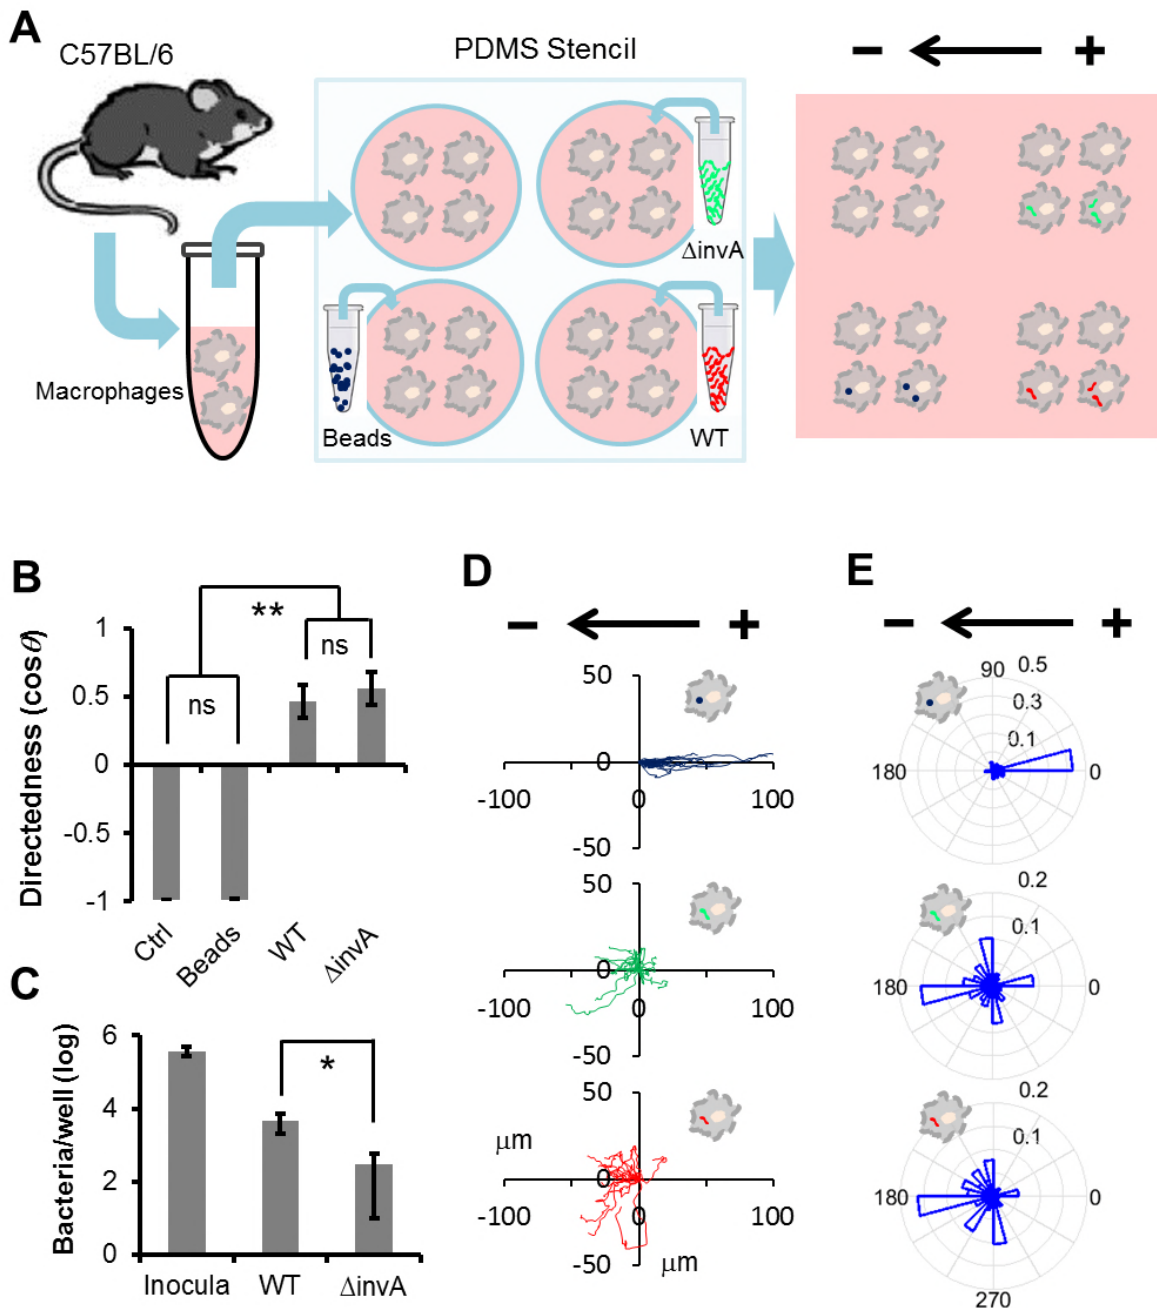 A
C57BL/6
PDMS Stencil
− +
ΔinvA
Macrophages
Beads
WT
B
**
ns
ns
Directedness (cosθ)
1
0.5
0
-0.5
-1
Ctrl
Beads
WT
ΔinvA
C
*
Bacteria/well (log)
6
4
2
0
Inocula
WT
ΔinvA
D
− +
50
0
-100 0 100
-50
50
0
-100 0 100
-50
50
μm
0
-100 0 100
-50
μm
E
− +
90
0.5
0.3
0.1
180 0
0.2
0.1
180 0
0.2
0.1
180 0
270